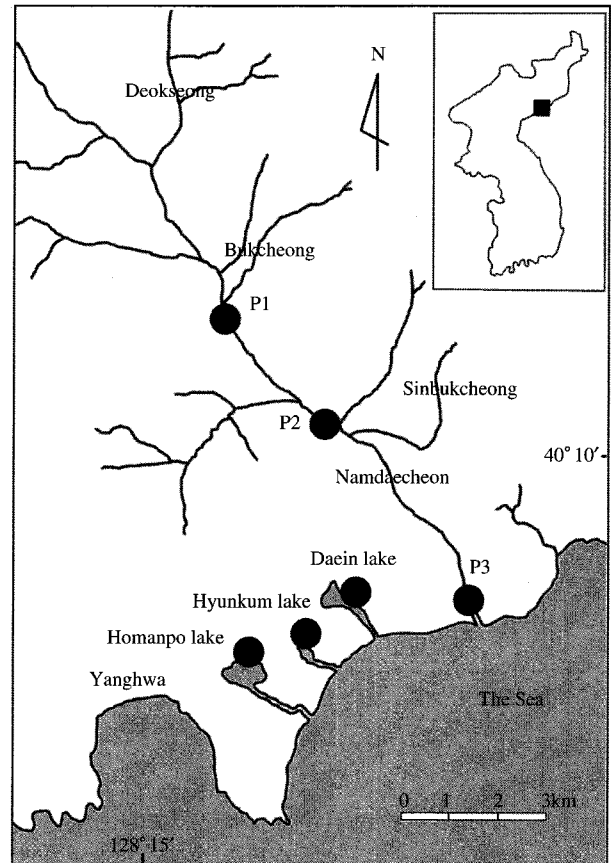 N
Deokseong
Bukcheong
P1
Sinbukcheong
P2
40° 10'
Namdaecheon
Daein lake
P3
Hyunkum lake
Homanpo lake
Yanghwa
The Sea
0 1 2 3km
128° 15'